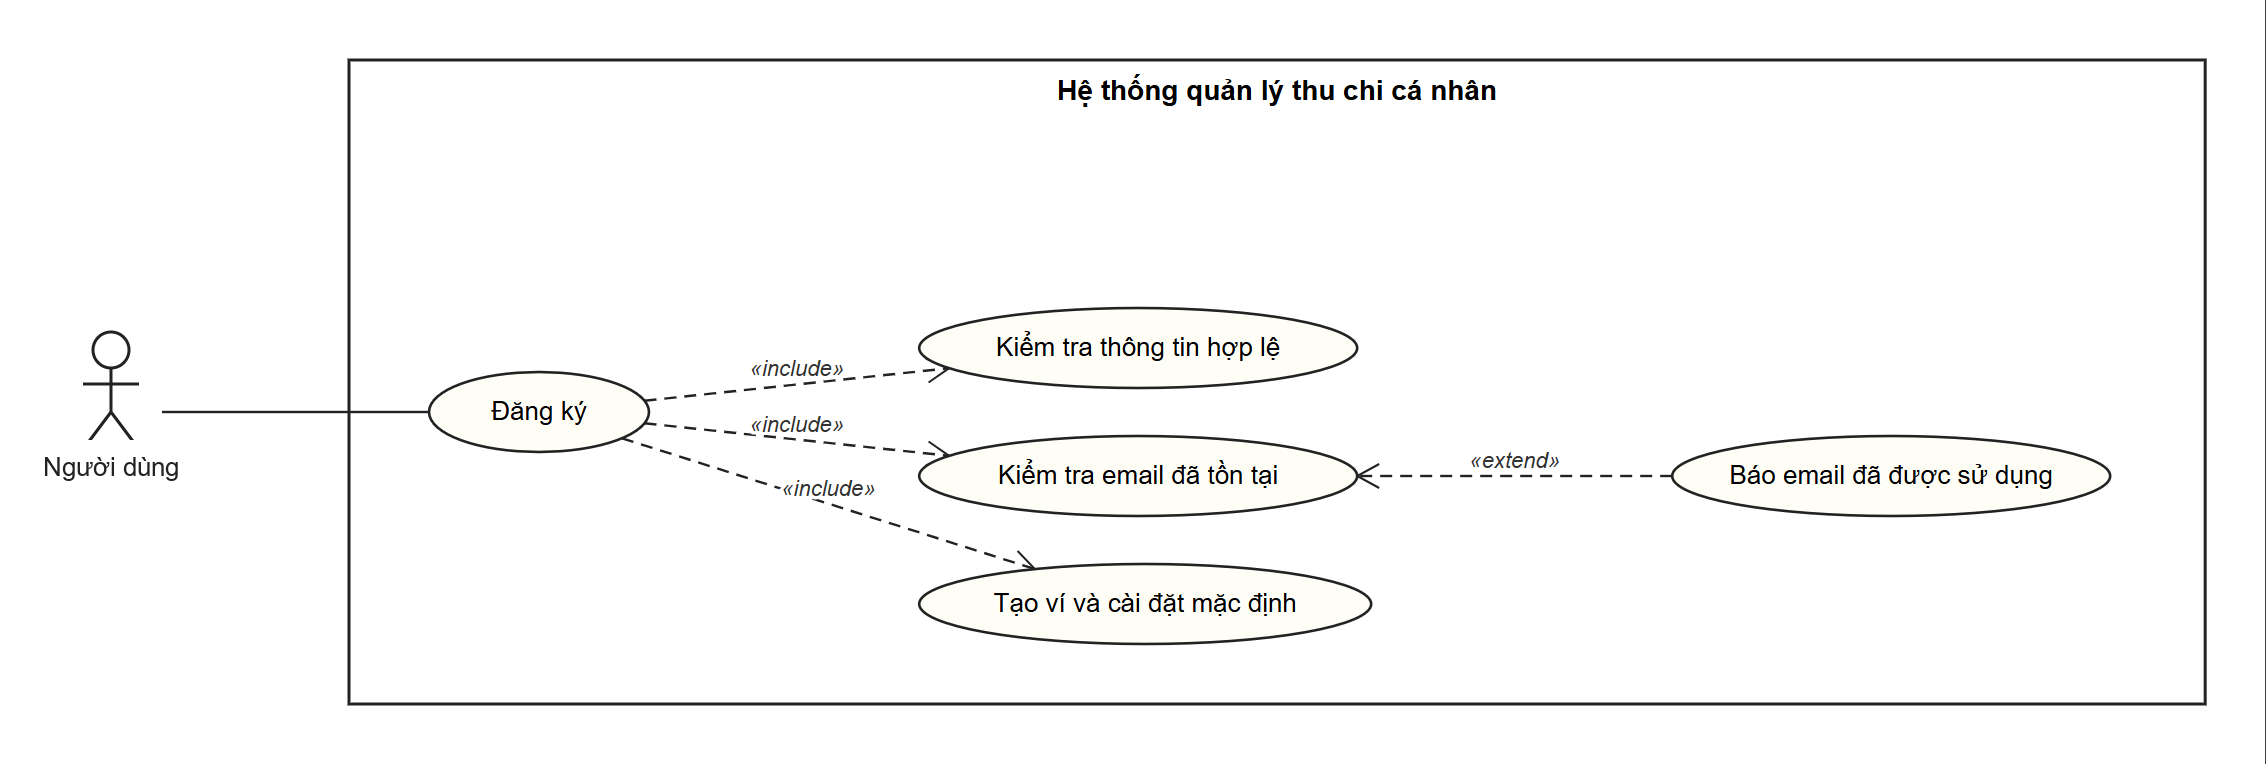 Hệ thống quản lý thu chi cá nhân
Kiểm tra thông tin hợp lệ
«include»
Đăng ký
«include»
Người dùng
Kiểm tra email đã tồn tại
«extend»
Báo email đã được sử dụng
«include»
Tạo ví và cài đặt mặc định